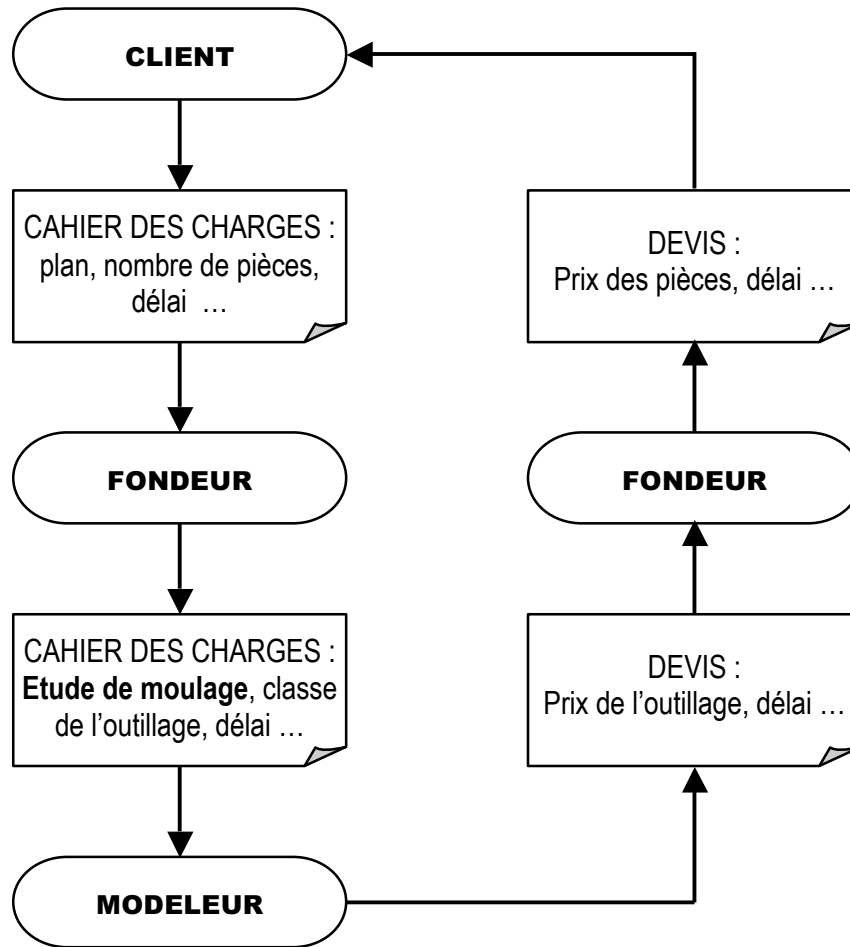 CLIENT
CAHIER DES CHARGES :
plan, nombre de pièces,
délai  …
FONDEUR
CAHIER DES CHARGES :
Etude de moulage, classe
de l’outillage, délai …
MODELEUR
DEVIS :
Prix des pièces, délai …
FONDEUR
DEVIS :
Prix de l’outillage, délai …